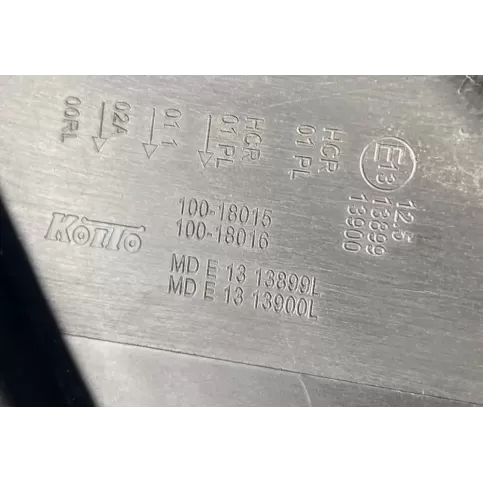 00RL
02A
01 1
HCR
01 PL
HCR
01 PL
E13
12.5
13899
13900
KoïTo
100-18015
100-18016
MD E 13 13899L
MD E 13 13900L